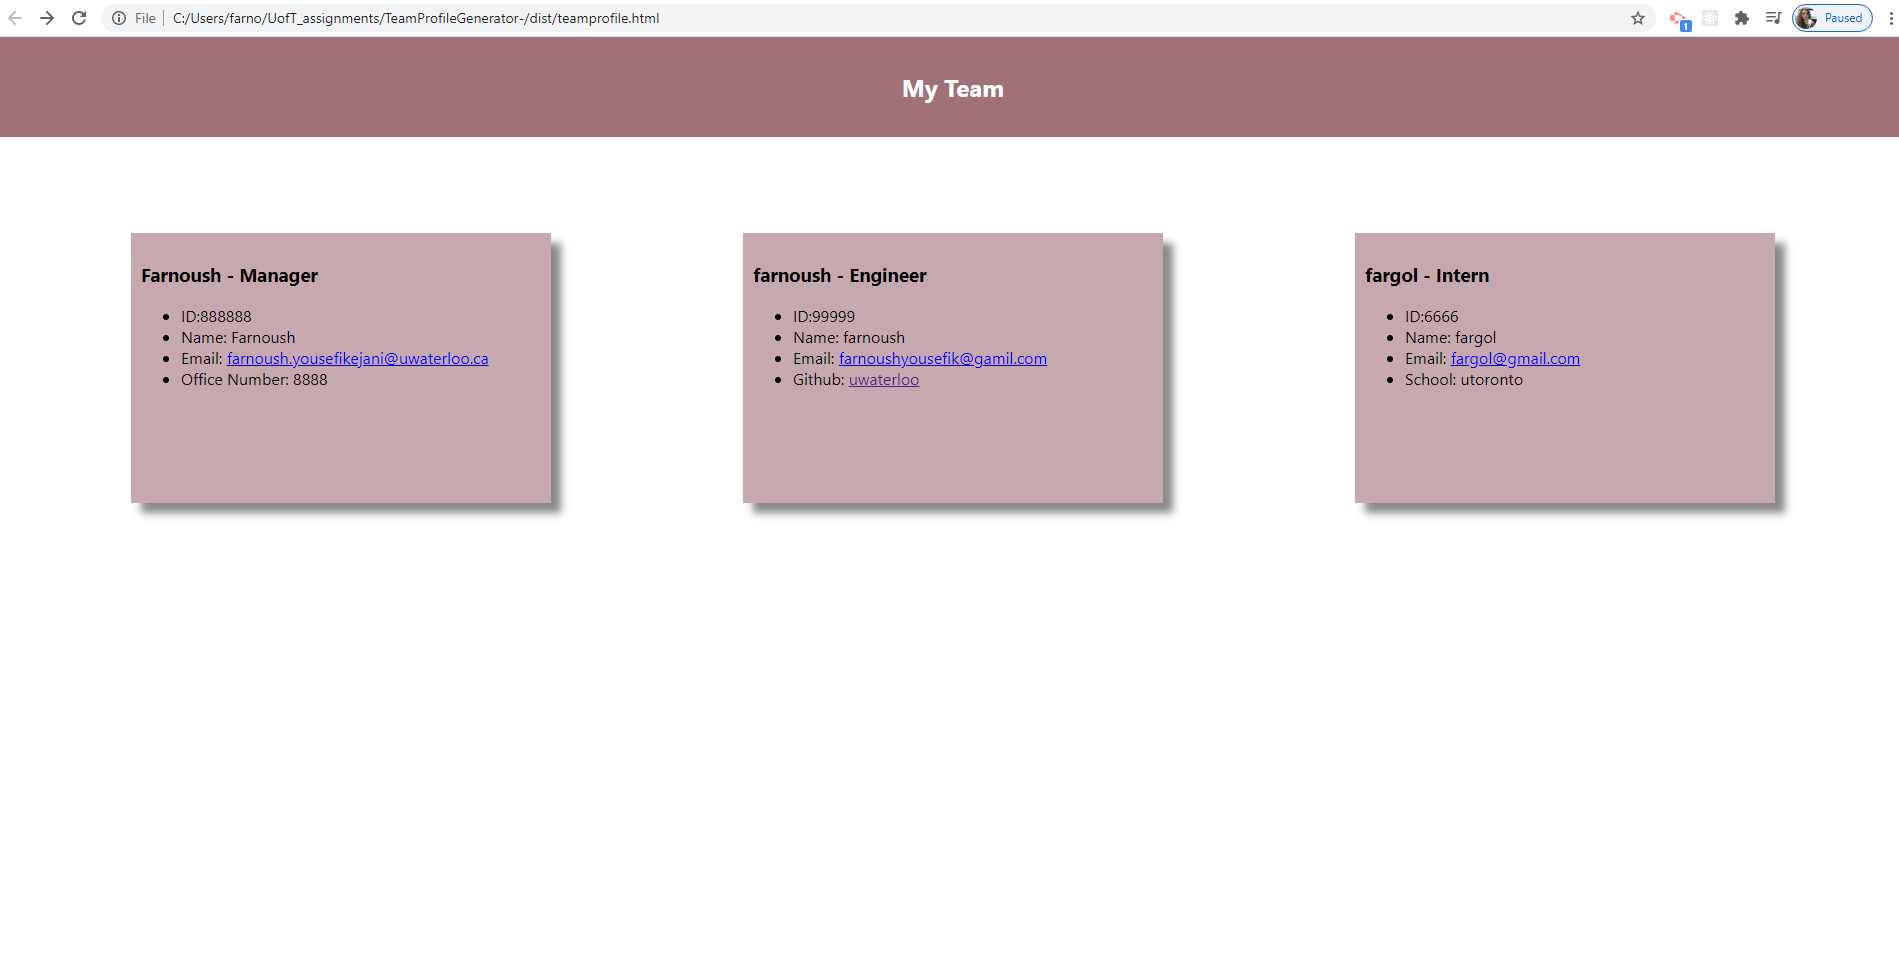 File C:/Users/farno/UofT_assignments/TeamProfileGenerator-/dist/teamprofile.html
1
Paused
My Team
Farnoush - Manager
ID:888888
Name: Farnoush
Email: farnoush.yousefikejani@uwaterloo.ca
Office Number: 8888
farnoush - Engineer
ID:99999
Name: farnoush
Email: farnoushyousefik@gamil.com
Github: uwaterloo
fargol - Intern
ID:6666
Name: fargol
Email: fargol@gmail.com
School: utoronto